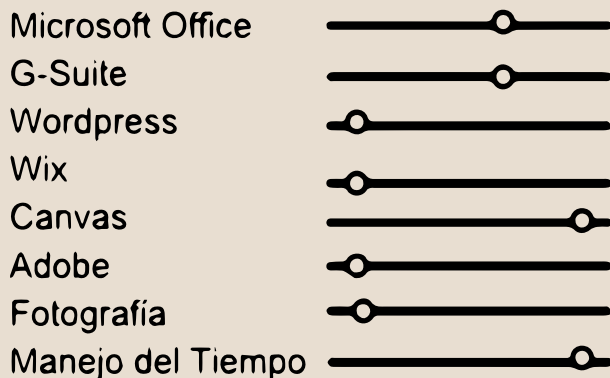 Microsoft Office
G-Suite
Wordpress
Wix
Canvas
Adobe
Fotografía
Manejo del Tiempo